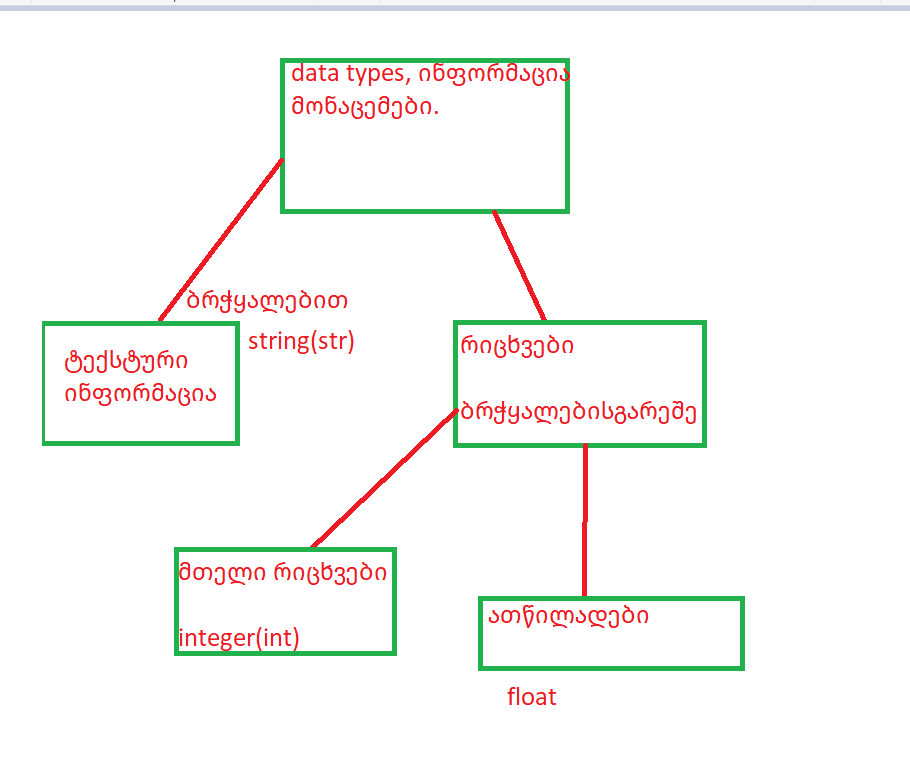 data types, ინფორმაცია
მონაცემები.
ბრჭყალებით
string(str)
ტექსტური
ინფორმაცია
რიცხვები
ბრჭყალებისგარეშე
მთელი რიცხვები
integer(int)
ათწილადები
float